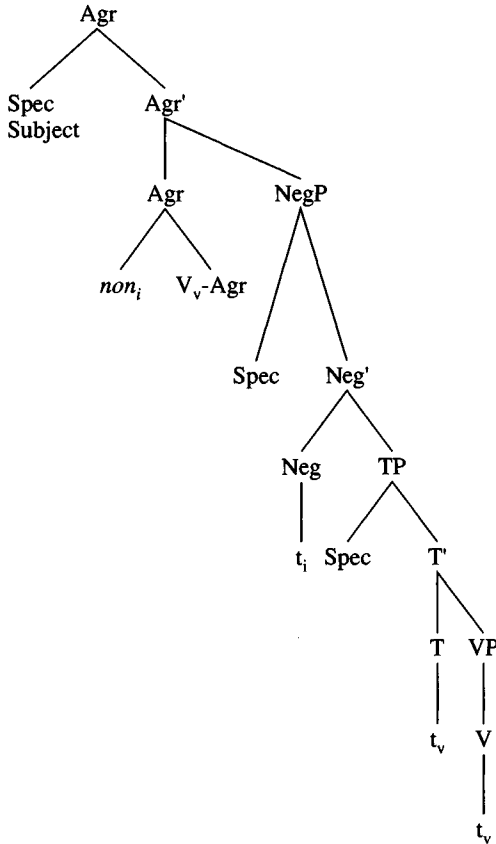 Agr
Spec Agr'
Subject
Agr NegP
non_i V_v-Agr
Spec Neg'
Neg TP
t_i Spec T'
T VP
t_v V
t_v